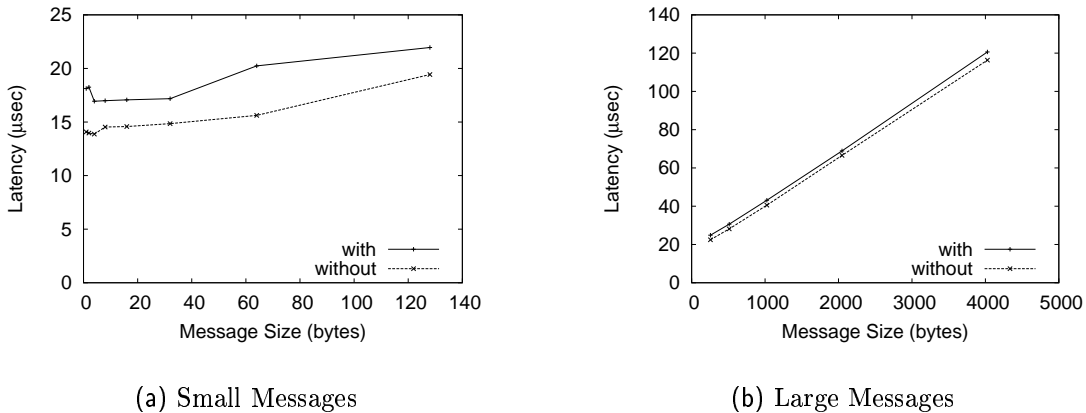 25
20
15
10
5
0
Latency (μsec)
with
without
0 20 40 60 80 100 120 140
Message Size (bytes)
(a) Small Messages
140
120
100
80
60
40
20
0
Latency (μsec)
with
without
0 1000 2000 3000 4000 5000
Message Size (bytes)
(b) Large Messages